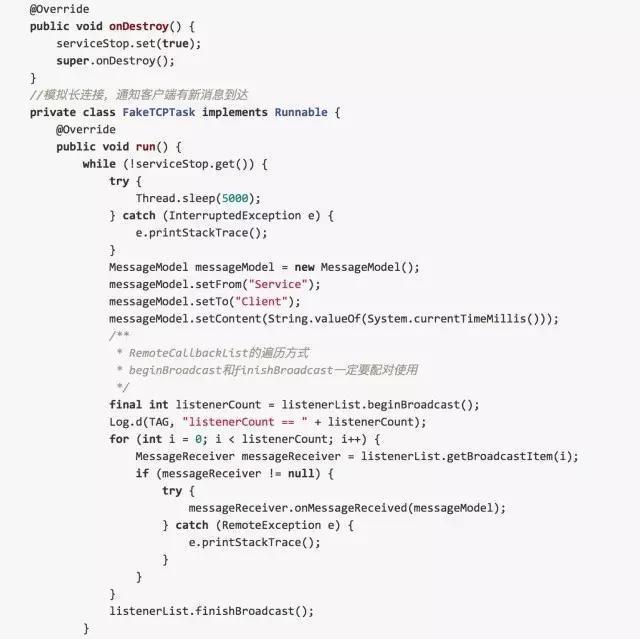 @Override
public void onDestroy() {
    serviceStop.set(true);
    super.onDestroy();
}
//模拟长连接，通知客户端有新消息到达
private class FakeTCPTask implements Runnable {
    @Override
    public void run() {
        while (!serviceStop.get()) {
            try {
                Thread.sleep(5000);
            } catch (InterruptedException e) {
                e.printStackTrace();
            }
            MessageModel messageModel = new MessageModel();
            messageModel.setFrom("Service");
            messageModel.setTo("Client");
            messageModel.setContent(String.valueOf(System.currentTimeMillis()));
            /**
             * RemoteCallbackList的遍历方式
             * beginBroadcast和finishBroadcast一定要配对使用
             */
            final int listenerCount = listenerList.beginBroadcast();
            Log.d(TAG, "listenerCount == " + listenerCount);
            for (int i = 0; i < listenerCount; i++) {
                MessageReceiver messageReceiver = listenerList.getBroadcastItem(i);
                if (messageReceiver != null) {
                    try {
                        messageReceiver.onMessageReceived(messageModel);
                    } catch (RemoteException e) {
                        e.printStackTrace();
                    }
                }
            }
            listenerList.finishBroadcast();
        }